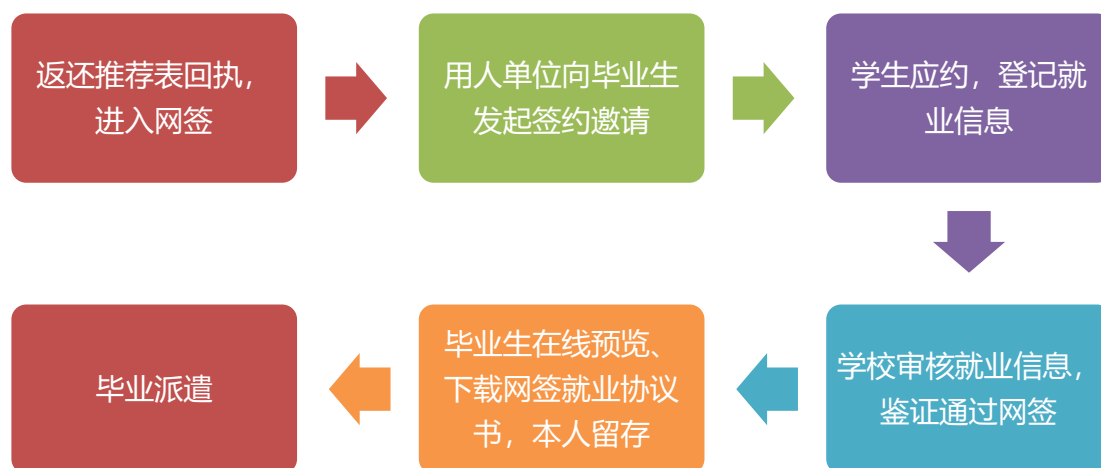 返还推荐表回执，
进入网签
用人单位向毕业生
发起签约邀请
学生应约，登记就
业信息
学校审核就业信息，
鉴证通过网签
毕业生在线预览、
下载网签就业协议
书，本人留存
毕业派遣